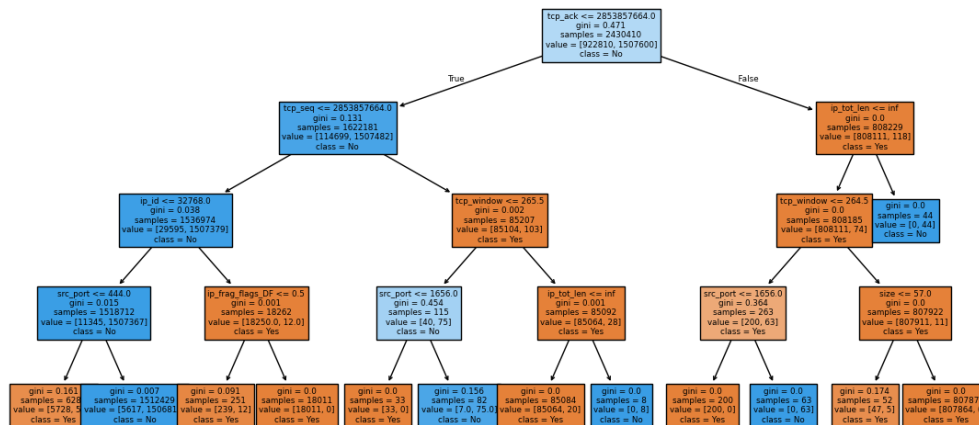 tcp_ack <= 2853857664.0
gini = 0.471
samples = 2430410
value = [922810, 1507600]
class = No
True
False
tcp_seq <= 2853857664.0
gini = 0.131
samples = 1622181
value = [114699, 1507482]
class = No
ip_tot_len <= inf
gini = 0.0
samples = 808229
value = [808111, 118]
class = Yes
ip_id <= 32768.0
gini = 0.038
samples = 1536974
value = [29595, 1507379]
class = No
tcp_window <= 265.5
gini = 0.002
samples = 85207
value = [85104, 103]
class = Yes
tcp_window <= 264.5
gini = 0.0
samples = 808185
value = [808111, 74]
class = Yes
gini = 0.0
samples = 44
value = [0, 44]
class = No
src_port <= 444.0
gini = 0.015
samples = 1518712
value = [11345, 1507367]
class = No
ip_frag_flags_DF <= 0.5
gini = 0.001
samples = 18262
value = [18250.0, 12.0]
class = Yes
src_port <= 1656.0
gini = 0.454
samples = 115
value = [40, 75]
class = No
ip_tot_len <= inf
gini = 0.001
samples = 85092
value = [85064, 28]
class = Yes
src_port <= 1656.0
gini = 0.364
samples = 263
value = [200, 63]
class = Yes
size <= 57.0
gini = 0.0
samples = 807922
value = [807911, 11]
class = Yes
gini = 0.161
samples = 628
value = [5728, 5
class = Yes
gini = 0.007
samples = 1512429
value = [5617, 150681
class = No
gini = 0.091
samples = 251
value = [239, 12]
class = Yes
gini = 0.0
samples = 18011
value = [18011, 0]
class = Yes
gini = 0.0
samples = 33
value = [33, 0]
class = Yes
gini = 0.156
samples = 82
value = [7.0, 75.0]
class = No
gini = 0.0
samples = 85084
value = [85064, 20]
class = Yes
gini = 0.0
samples = 8
value = [0, 8]
class = No
gini = 0.0
samples = 200
value = [200, 0]
class = Yes
gini = 0.0
samples = 63
value = [0, 63]
class = No
gini = 0.174
samples = 52
value = [47, 5]
class = Yes
gini = 0.0
samples = 80787
value = [807864,
class = Yes